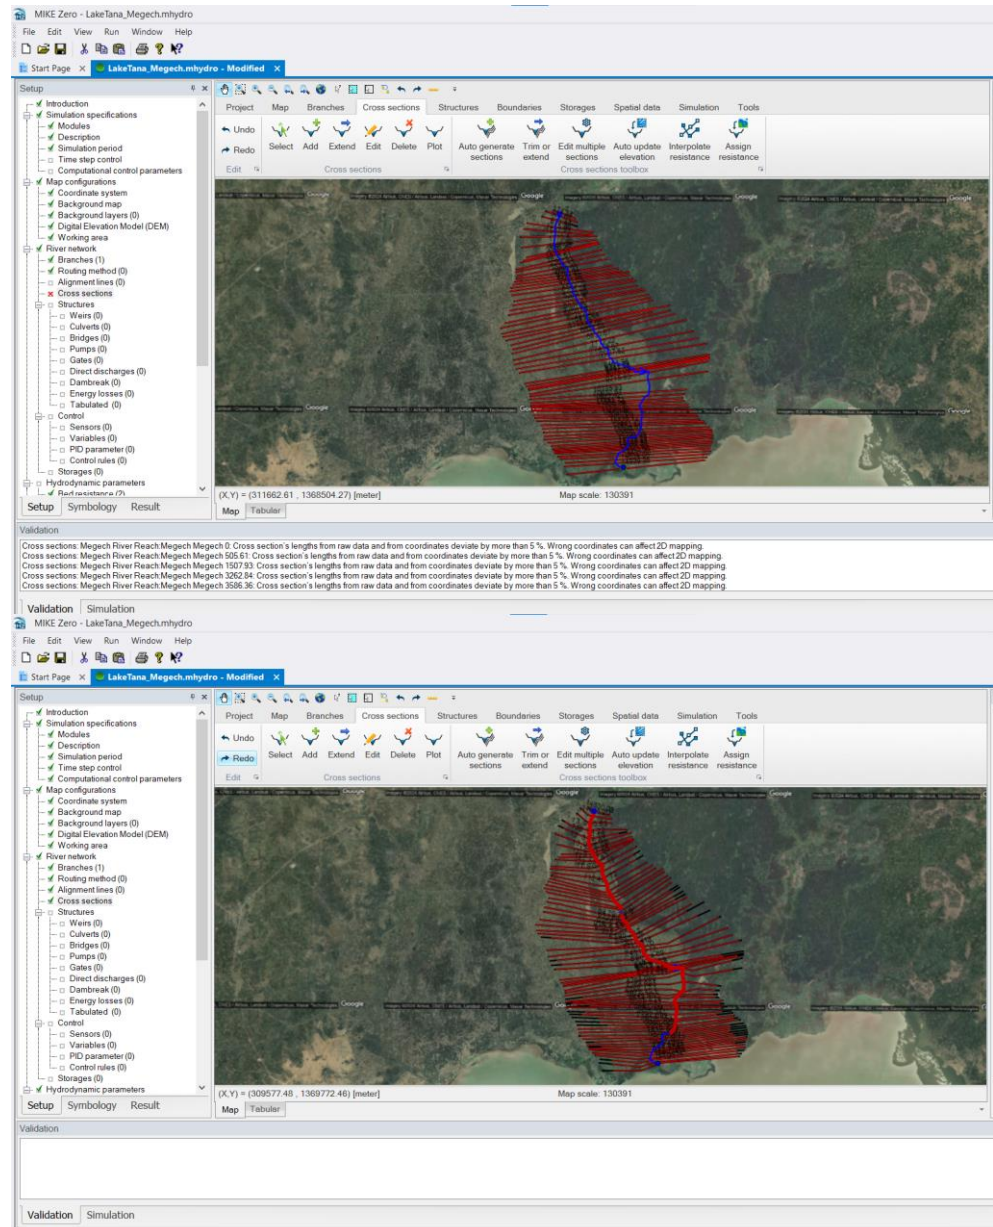 MIKE Zero - LakeTana_Megech.mhydro
File Edit View Run Window Help
Start Page × LakeTana_Megech.mhydro - Modified ×
Setup
Project Map Branches Cross sections Structures Boundaries Storages Spatial data Simulation Tools
Undo
Redo
Select Add Extend Edit Delete Plot Auto generate sections Trim or extend Edit multiple sections Auto update elevation Interpolate resistance Assign resistance
Edit Cross sections Cross sections toolbox
Introduction
Simulation specifications
Modules
Description
Simulation period
Time step control
Computational control parameters
Map configurations
Coordinate system
Background map
Background layers (0)
Digital Elevation Model (DEM)
Working area
River network
Branches (1)
Routing method (0)
Alignment lines (0)
Cross sections
Structures
Weirs (0)
Culverts (0)
Bridges (0)
Pumps (0)
Gates (0)
Direct discharges (0)
Dambreak (0)
Energy losses (0)
Tabulated (0)
Control
Sensors (0)
Variables (0)
PID parameter (0)
Control rules (0)
Storages (0)
Hydrodynamic parameters
Bed resistance (2)
Google
(X,Y) = (311662.61 , 1368504.27) [meter] Map scale: 130391
Setup Symbology Result
Map Tabular
Validation
Cross sections: Megech River Reach:Megech Megech 0: Cross section's lengths from raw data and from coordinates deviate by more than 5 %. Wrong coordinates can affect 2D mapping.
Cross sections: Megech River Reach:Megech Megech 505.61: Cross section's lengths from raw data and from coordinates deviate by more than 5 %. Wrong coordinates can affect 2D mapping.
Cross sections: Megech River Reach:Megech Megech 1507.93: Cross section's lengths from raw data and from coordinates deviate by more than 5 %. Wrong coordinates can affect 2D mapping.
Cross sections: Megech River Reach:Megech Megech 3262.84: Cross section's lengths from raw data and from coordinates deviate by more than 5 %. Wrong coordinates can affect 2D mapping.
Cross sections: Megech River Reach:Megech Megech 3586.36: Cross section's lengths from raw data and from coordinates deviate by more than 5 %. Wrong coordinates can affect 2D mapping.
Validation Simulation
MIKE Zero - LakeTana_Megech.mhydro
File Edit View Run Window Help
Start Page × LakeTana_Megech.mhydro - Modified ×
Setup
Project Map Branches Cross sections Structures Boundaries Storages Spatial data Simulation Tools
Undo
Redo
Select Add Extend Edit Delete Plot Auto generate sections Trim or extend Edit multiple sections Auto update elevation Interpolate resistance Assign resistance
Edit Cross sections Cross sections toolbox
Introduction
Simulation specifications
Modules
Description
Simulation period
Time step control
Computational control parameters
Map configurations
Coordinate system
Background map
Background layers (0)
Digital Elevation Model (DEM)
Working area
River network
Branches (1)
Routing method (0)
Alignment lines (0)
Cross sections
Structures
Weirs (0)
Culverts (0)
Bridges (0)
Pumps (0)
Gates (0)
Direct discharges (0)
Dambreak (0)
Energy losses (0)
Tabulated (0)
Control
Sensors (0)
Variables (0)
PID parameter (0)
Control rules (0)
Storages (0)
Hydrodynamic parameters
Google
(X,Y) = (309577.48 , 1369772.46) [meter] Map scale: 130391
Setup Symbology Result
Map Tabular
Validation
Validation Simulation